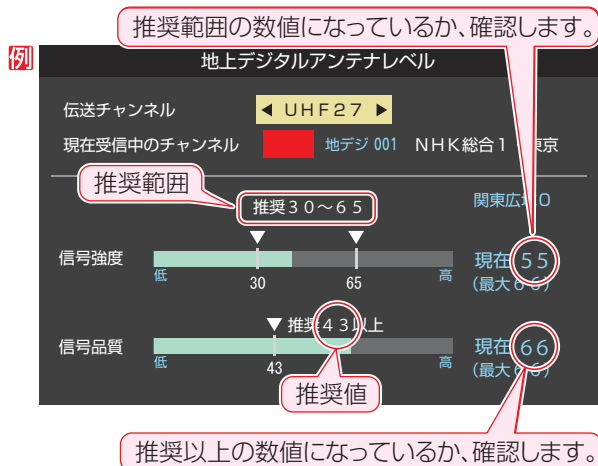 推奨範囲の数値になっているか、確認します。
例
地上デジタルアンテナレベル
伝送チャンネル
◀ UHF27 ▶
現在受信中のチャンネル
地デジ 001 NHK総合1・東京
推奨範囲
推奨30～65
関東広域0
信号強度
低
30
65
高
現在 55
(最大66)
推奨43以上
信号品質
低
43
高
現在 66
(最大66)
推奨値
推奨以上の数値になっているか、確認します。